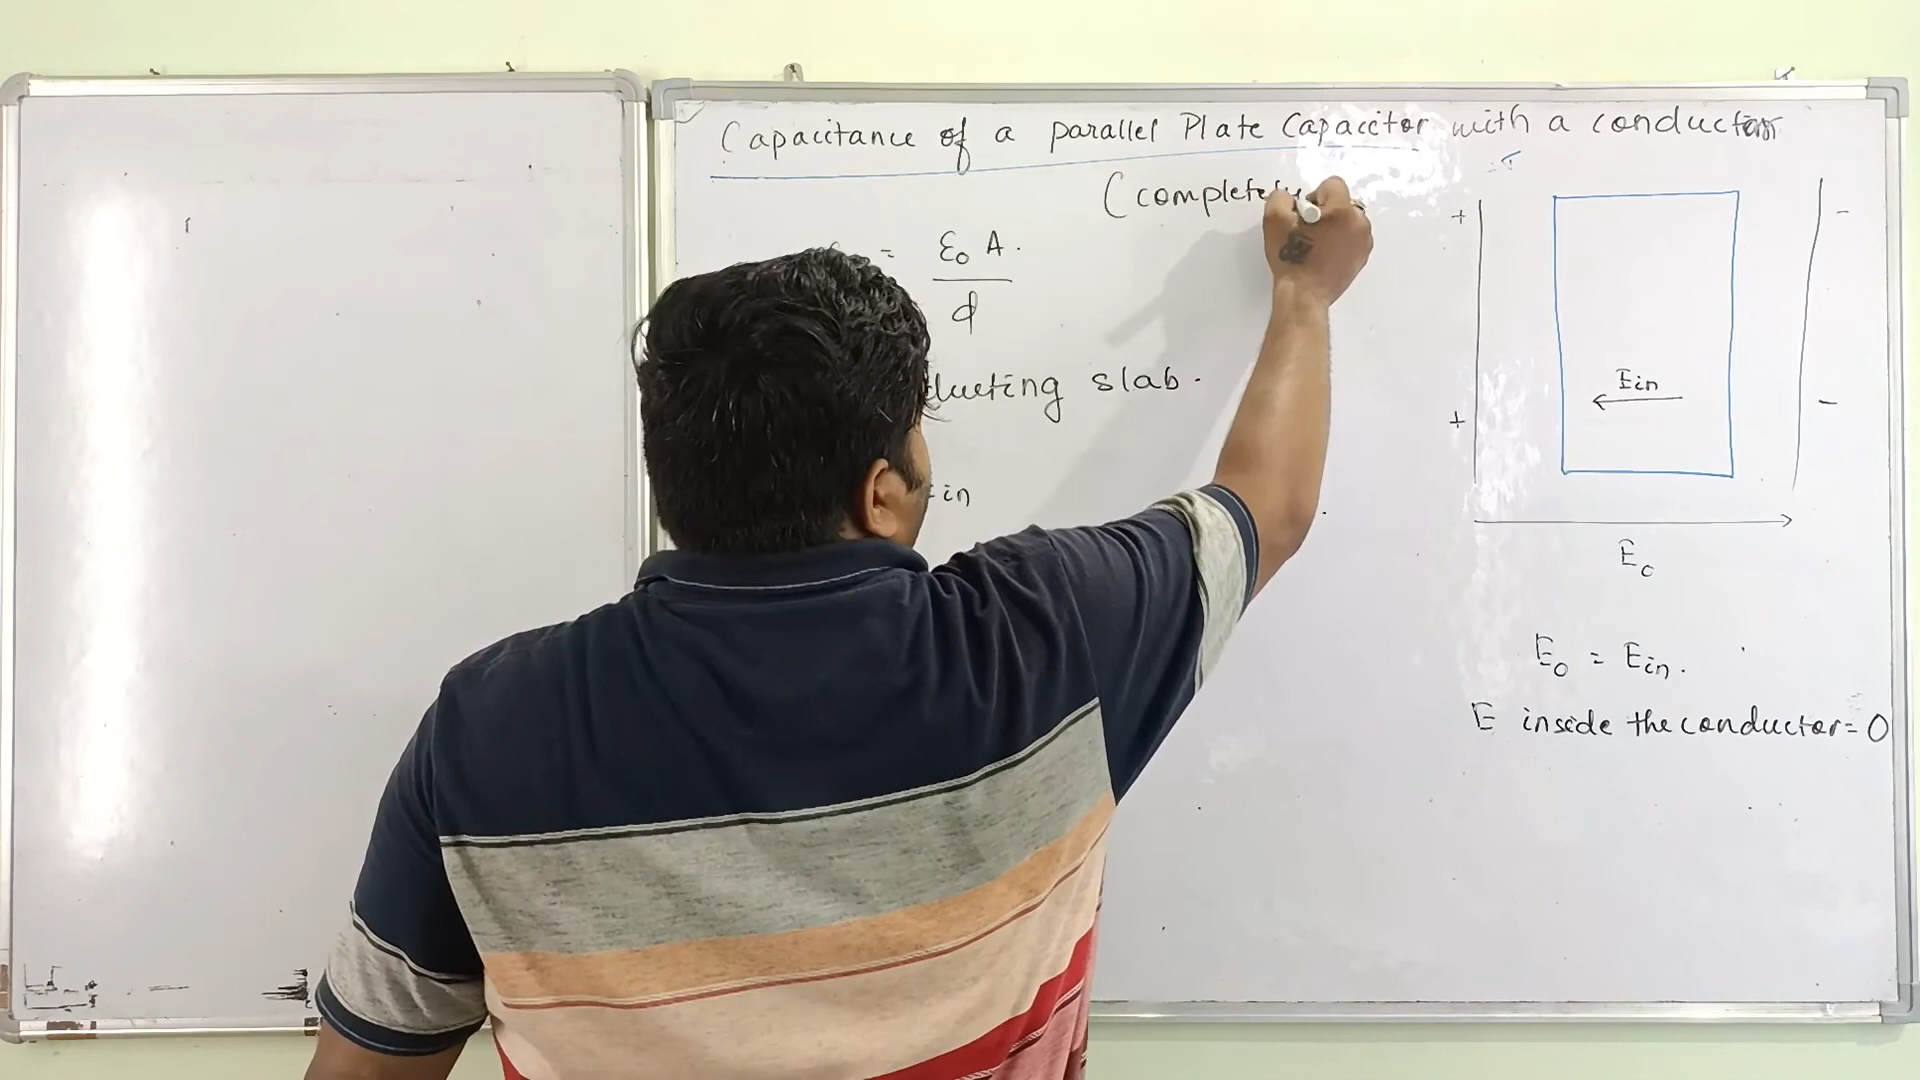 Capacitance of a parallel Plate Capacitor with a conductor
(completely
= ε₀ A.
d
ducting slab.
in
+ -
Ein
+ -
E₀
E₀ = Ein.
E inside the conductor = 0